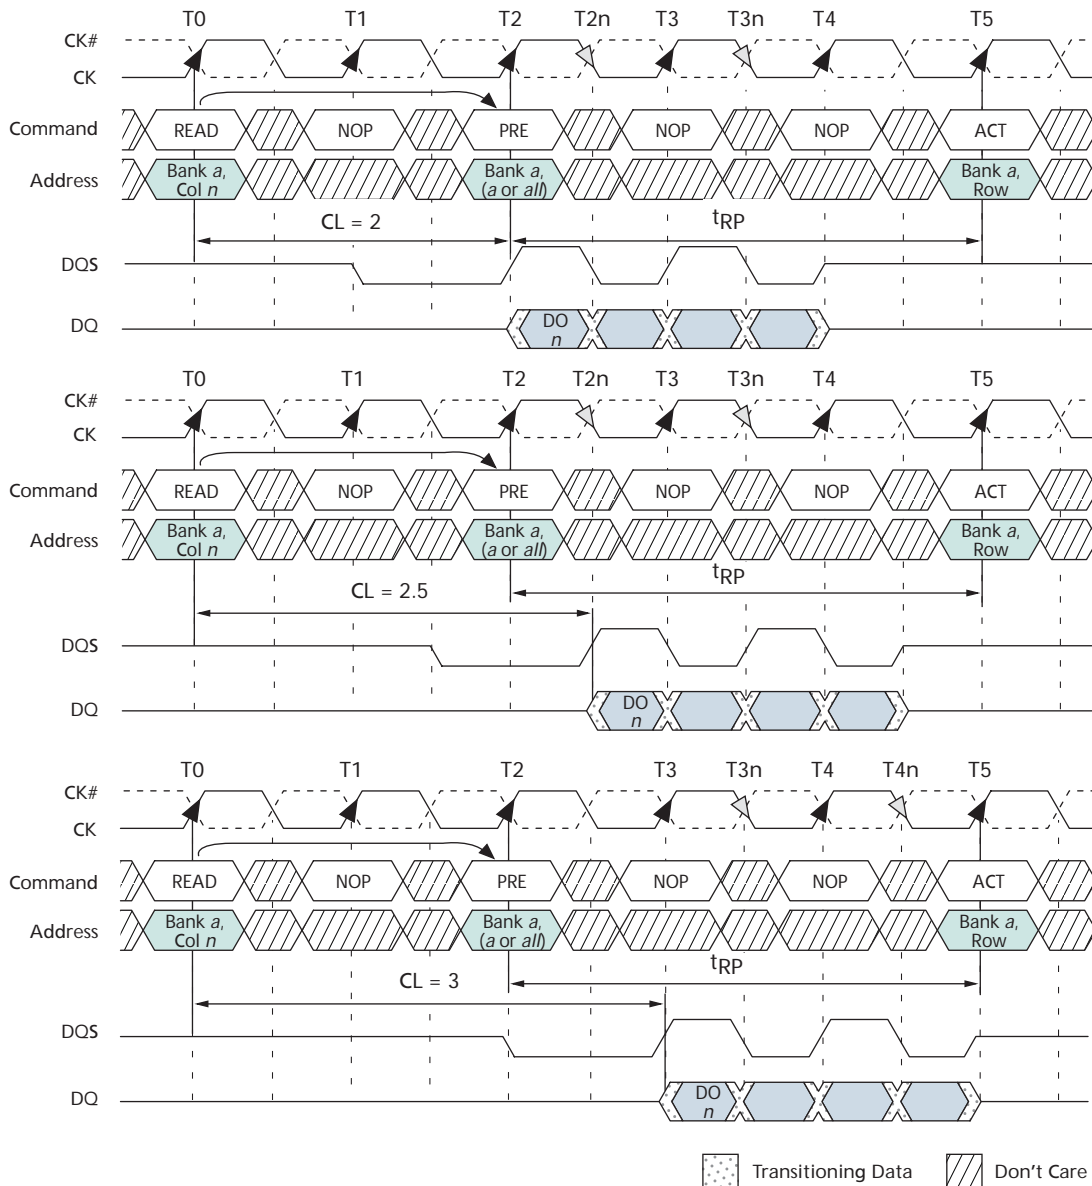 T0 T1 T2 T2n T3 T3n T4 T5
CK#
CK
Command READ NOP PRE NOP NOP ACT
Address Bank a, Col n Bank a, (a or all) Bank a, Row
CL = 2 tRP
DQS
DQ DO n
T0 T1 T2 T2n T3 T3n T4 T5
CK#
CK
Command READ NOP PRE NOP NOP ACT
Address Bank a, Col n Bank a, (a or all) Bank a, Row
CL = 2.5 tRP
DQS
DQ DO n
T0 T1 T2 T3 T3n T4 T4n T5
CK#
CK
Command READ NOP PRE NOP NOP ACT
Address Bank a, Col n Bank a, (a or all) Bank a, Row
CL = 3 tRP
DQS
DQ DO n
Transitioning Data Don't Care